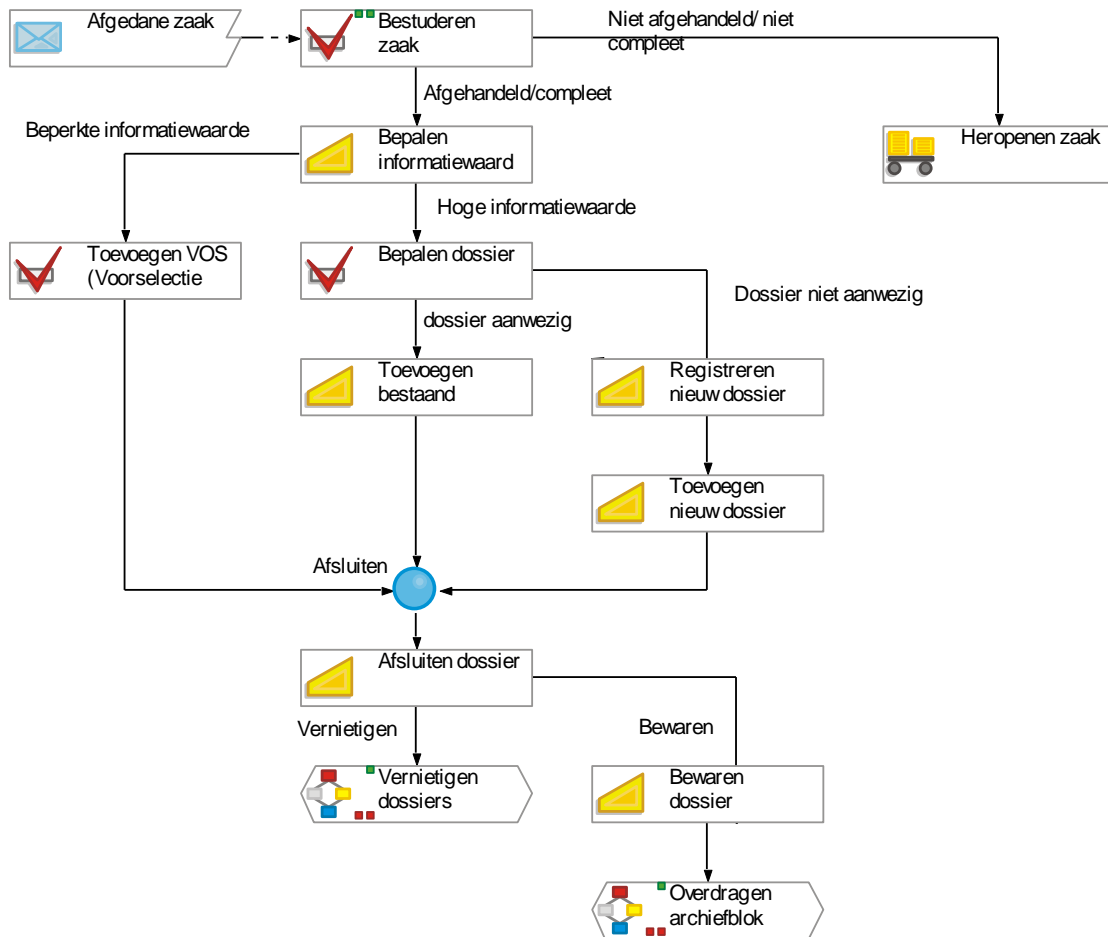 Afgedane zaak
Bestuderen
zaak
Niet afgehandeld/ niet
compleet
Afgehandeld/compleet
Beperkte informatiewaarde
Bepalen
informatiewaard
Heropenen zaak
Hoge informatiewaarde
Toevoegen VOS
(Voorselectie
Bepalen dossier
Dossier niet aanwezig
dossier aanwezig
Toevoegen
bestaand
Registreren
nieuw dossier
Toevoegen
nieuw dossier
Afsluiten
Afsluiten dossier
Vernietigen
Bewaren
Vernietigen
dossiers
Bewaren
dossier
Overdragen
archiefblok